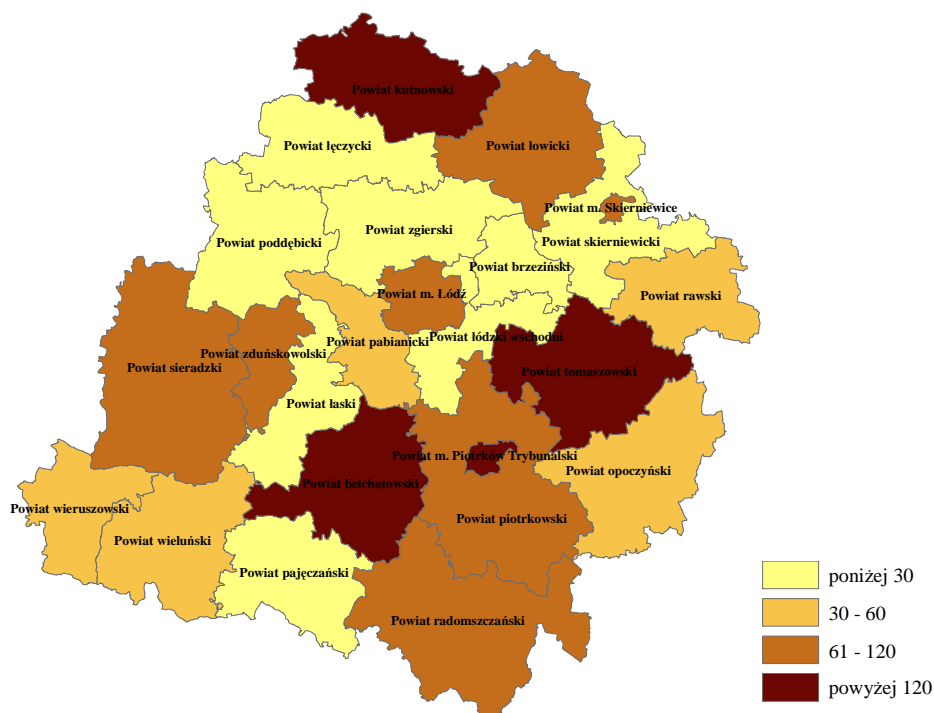 Powiat kutnowski
Powiat łęczycki
Powiat łowicki
Powiat m. Skierniewice
Powiat zgierski
Powiat poddębicki
Powiat skierniewicki
Powiat brzeziński
Powiat m. Łódź
Powiat rawski
Powiat łódzki wschodni
Powiat pabianicki
Powiat zduńskowolski
Powiat sieradzki
Powiat tomaszowski
Powiat łaski
Powiat m. Piotrków Trybunalski
Powiat opoczyński
Powiat bełchatowski
Powiat wieruszowski
Powiat piotrkowski
Powiat wieluński
Powiat pajęczański
Powiat radomszczański
poniżej 30
30 - 60
61 - 120
powyżej 120